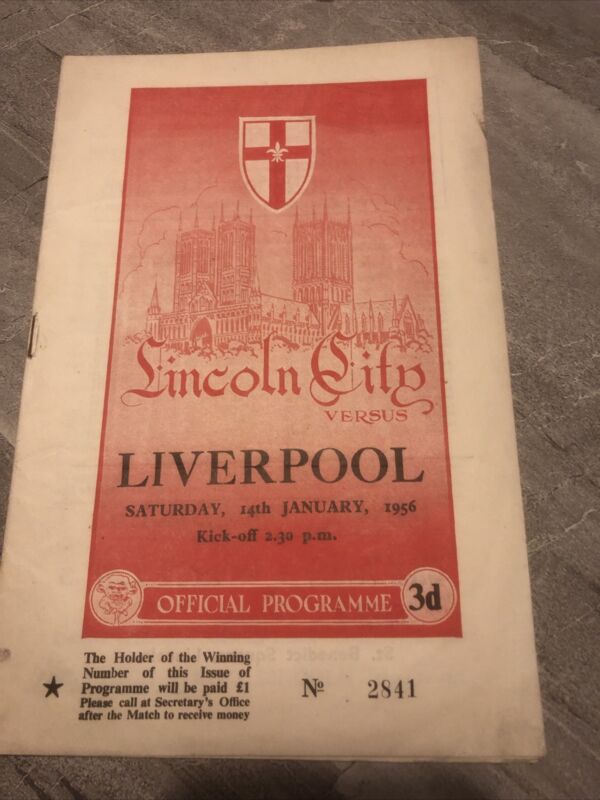 Lincoln City
VERSUS
LIVERPOOL
SATURDAY, 14th JANUARY, 1956
Kick-off 2.30 p.m.
OFFICIAL PROGRAMME 3d
The Holder of the Winning
Number of this Issue of
Programme will be paid £1
Please call at Secretary's Office
after the Match to receive money
★
Nº 2841